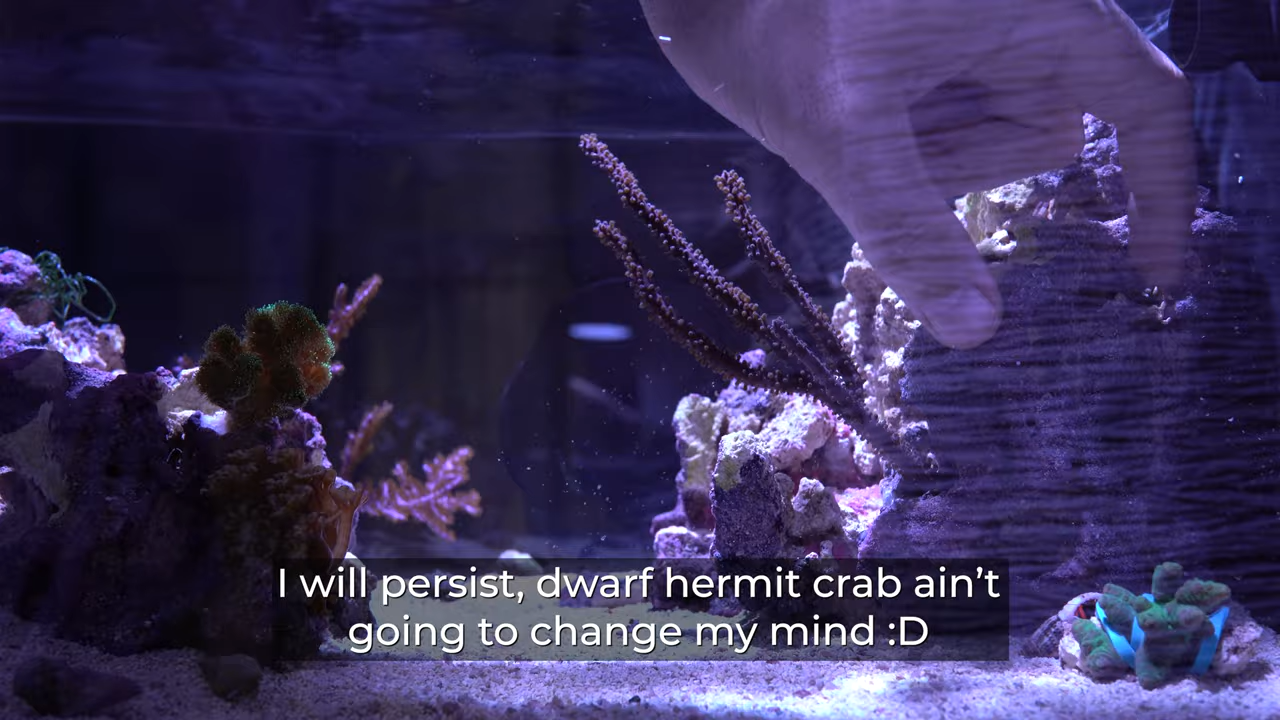 I will persist, dwarf hermit crab ain’t
going to change my mind :D